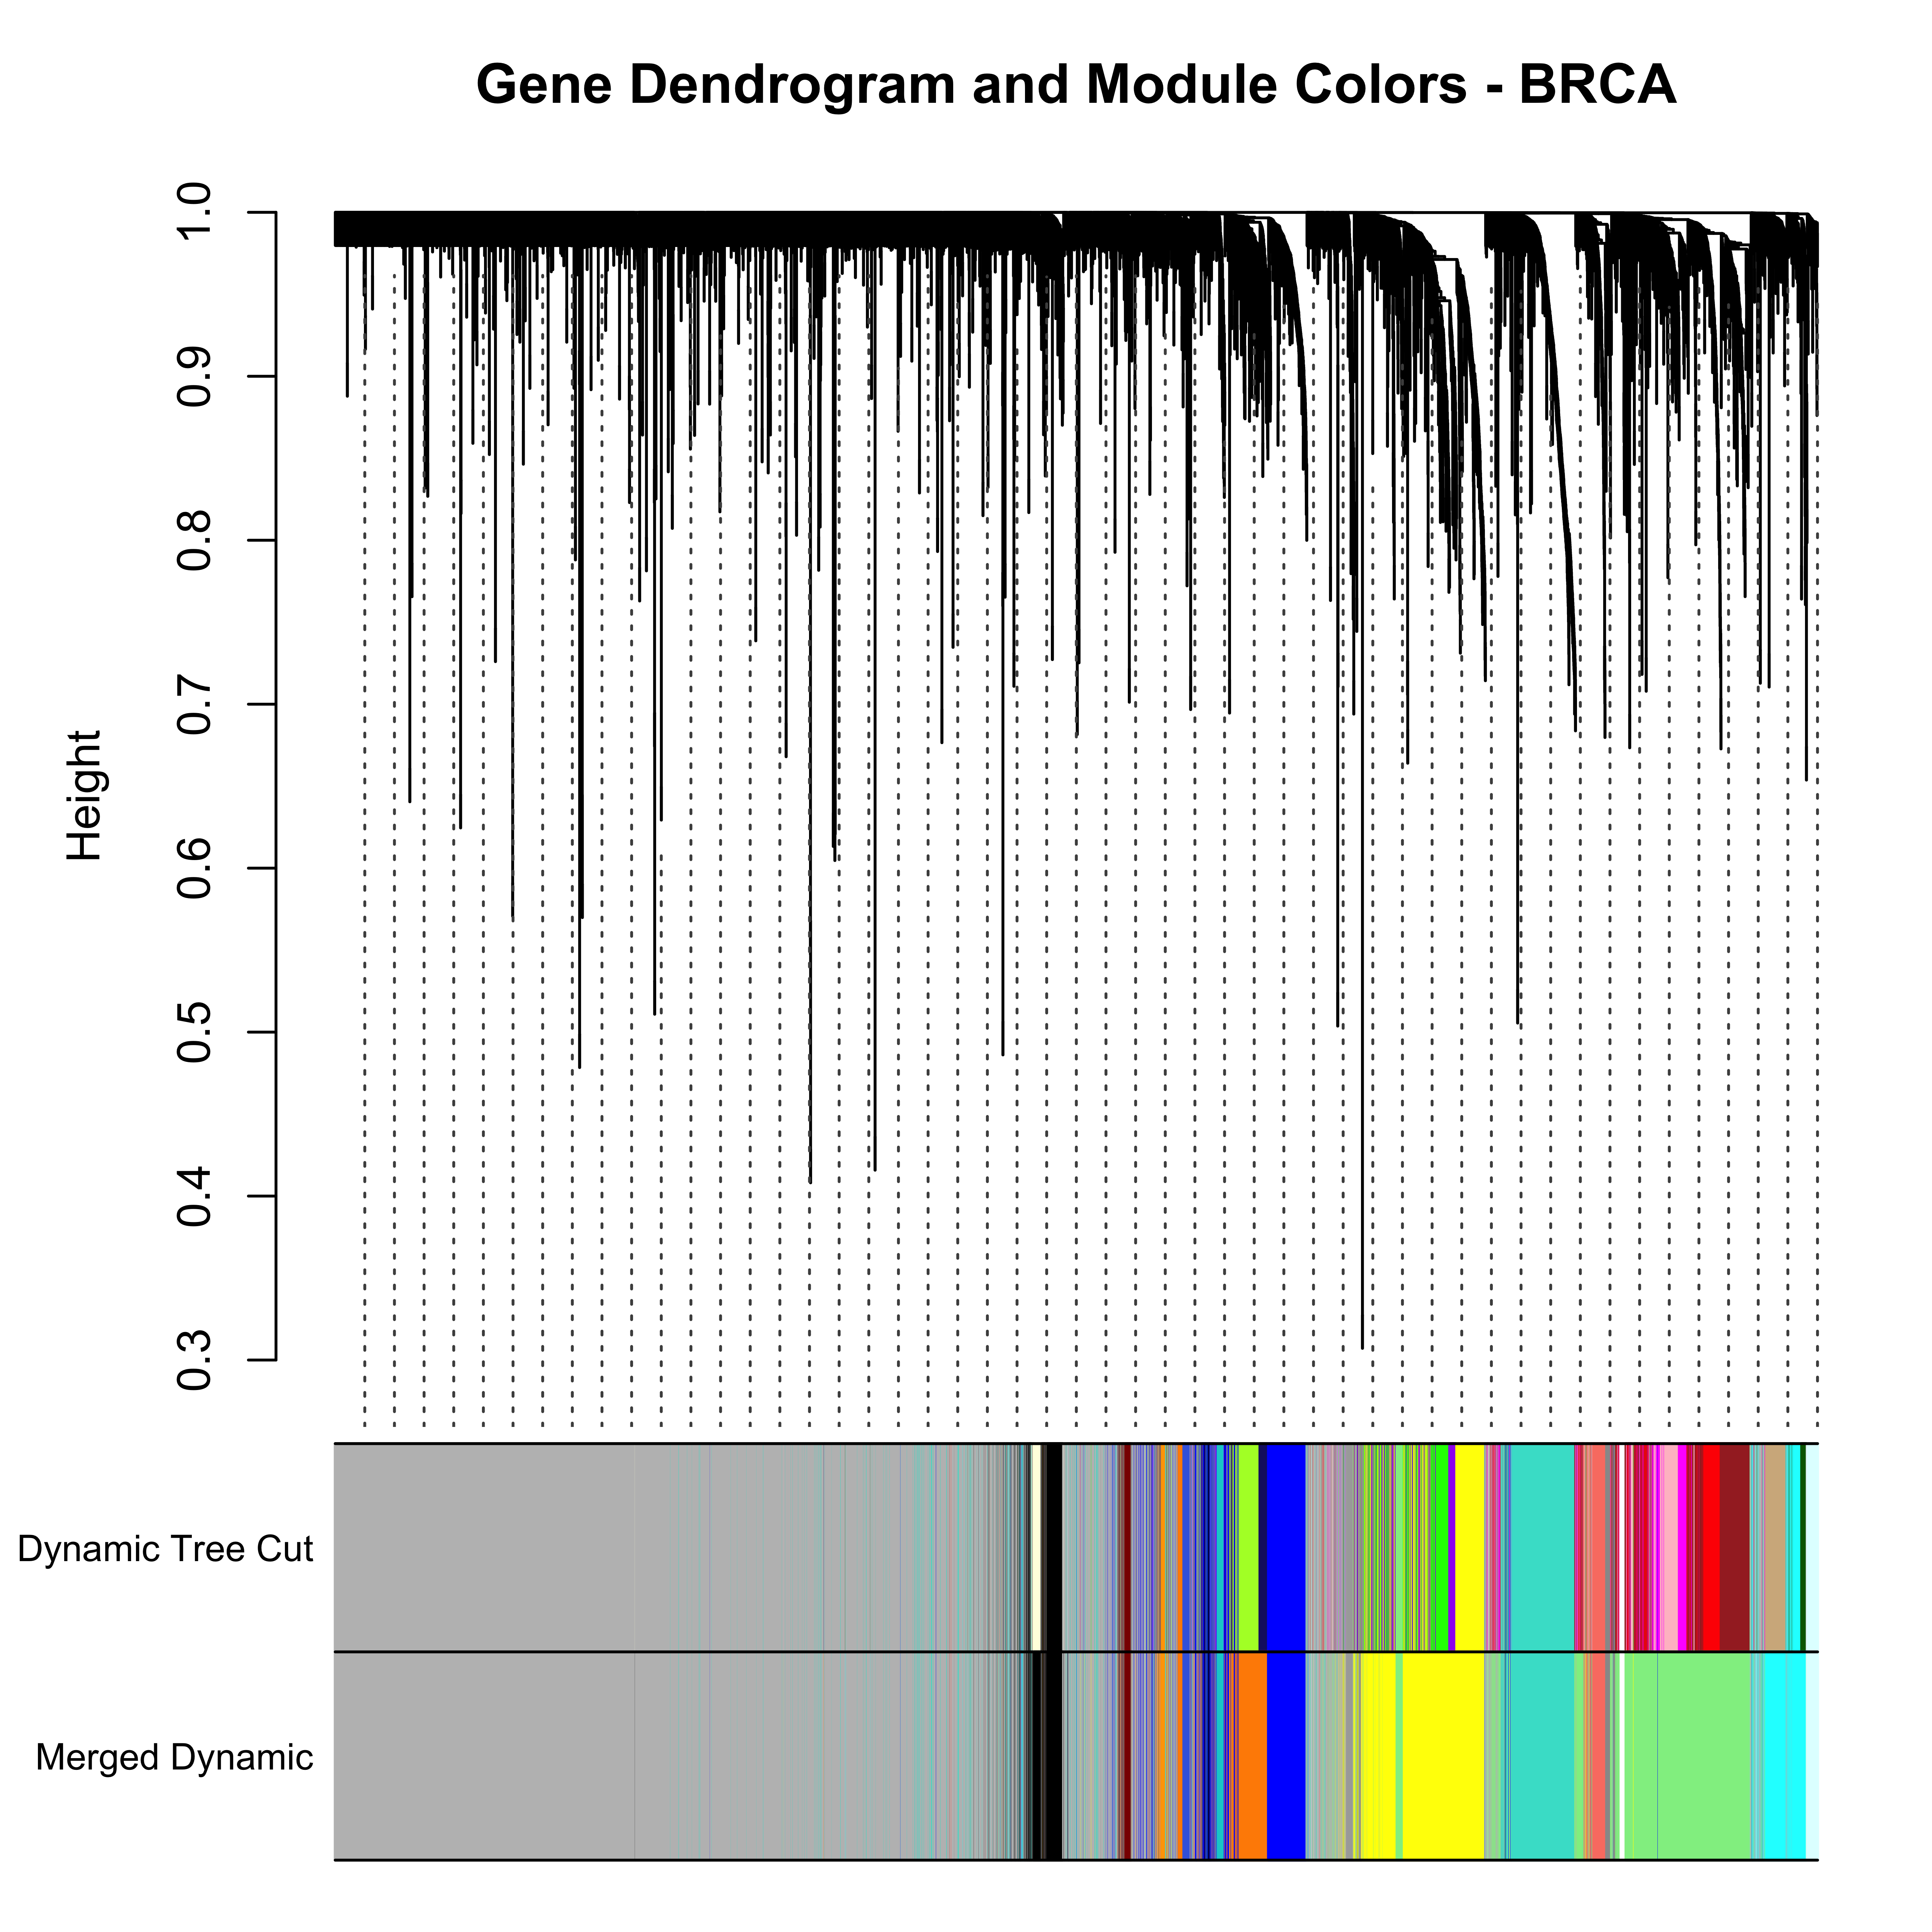 Gene Dendrogram and Module Colors - BRCA
1.0
0.9
0.8
0.7
0.6
0.5
0.4
0.3
Height
Dynamic Tree Cut
Merged Dynamic